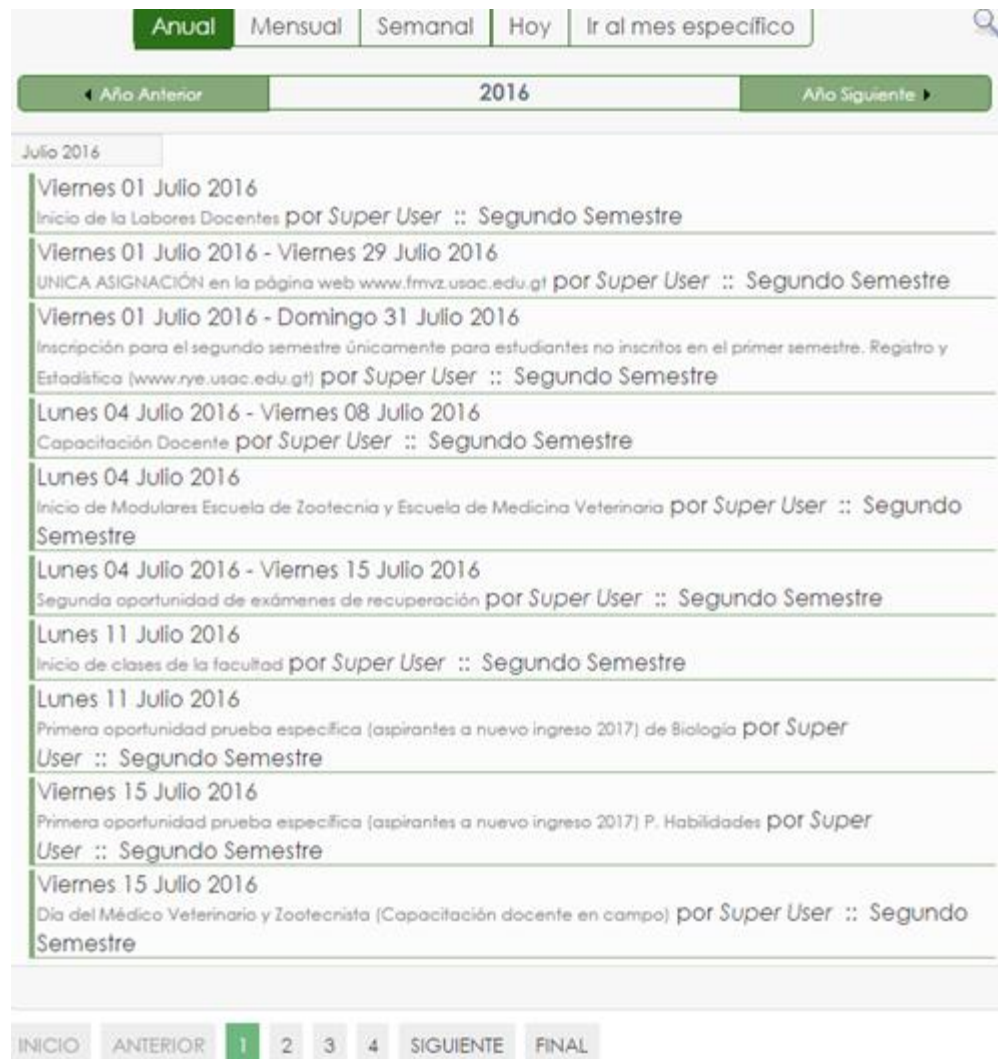 Anual Mensual Semanal Hoy Ir al mes específico
Año Anterior 2016 Año Siguiente
Julio 2016
Viernes 01 Julio 2016
Inicio de la Labores Docentes por Super User :: Segundo Semestre
Viernes 01 Julio 2016 - Viernes 29 Julio 2016
UNICA ASIGNACIÓN en la página web www.fmvz.usac.edu.gt por Super User :: Segundo Semestre
Viernes 01 Julio 2016 - Domingo 31 Julio 2016
Inscripción para el segundo semestre únicamente para estudiantes no inscritos en el primer semestre. Registro y
Estadística (www.rye.usac.edu.gt) por Super User :: Segundo Semestre
Lunes 04 Julio 2016 - Viernes 08 Julio 2016
Capacitación Docente por Super User :: Segundo Semestre
Lunes 04 Julio 2016
Inicio de Modulares Escuela de Zootecnia y Escuela de Medicina Veterinaria por Super User :: Segundo
Semestre
Lunes 04 Julio 2016 - Viernes 15 Julio 2016
Segunda oportunidad de exámenes de recuperación por Super User :: Segundo Semestre
Lunes 11 Julio 2016
Inicio de clases de la facultad por Super User :: Segundo Semestre
Lunes 11 Julio 2016
Primera oportunidad prueba específica (aspirantes a nuevo ingreso 2017) de Biología por Super
User :: Segundo Semestre
Viernes 15 Julio 2016
Primera oportunidad prueba específica (aspirantes a nuevo ingreso 2017) P. Habilidades por Super
User :: Segundo Semestre
Viernes 15 Julio 2016
Día del Médico Veterinario y Zootecnista (Capacitación docente en campo) por Super User :: Segundo
Semestre
INICIO ANTERIOR 1 2 3 4 SIGUIENTE FINAL